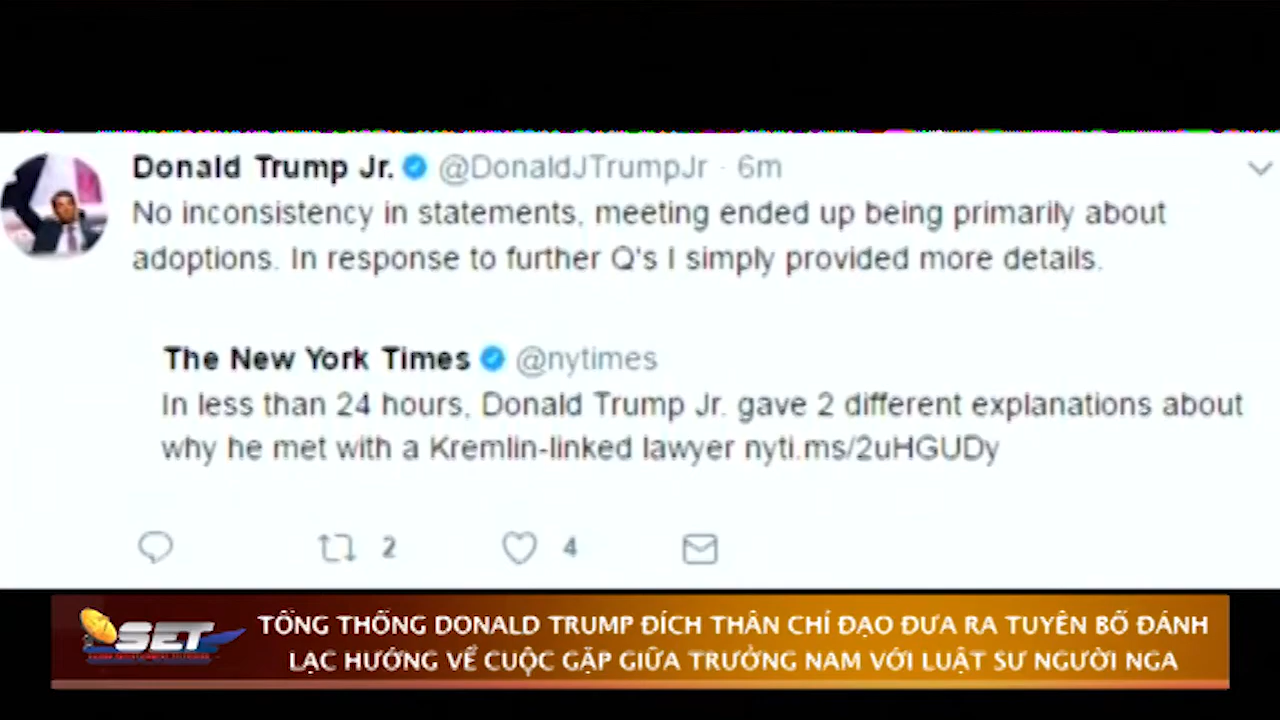 Donald Trump Jr. @DonaldJTrumpJr · 6m
No inconsistency in statements, meeting ended up being primarily about
adoptions. In response to further Q's I simply provided more details.
The New York Times @nytimes
In less than 24 hours, Donald Trump Jr. gave 2 different explanations about
why he met with a Kremlin-linked lawyer nyti.ms/2uHGUDy
2 4
SET
TỔNG THỐNG DONALD TRUMP ĐÍCH THÂN CHỈ ĐẠO ĐƯA RA TUYÊN BỐ ĐÁNH
LẠC HƯỚNG VỀ CUỘC GẶP GIỮA TRƯỞNG NAM VỚI LUẬT SƯ NGƯỜI NGA